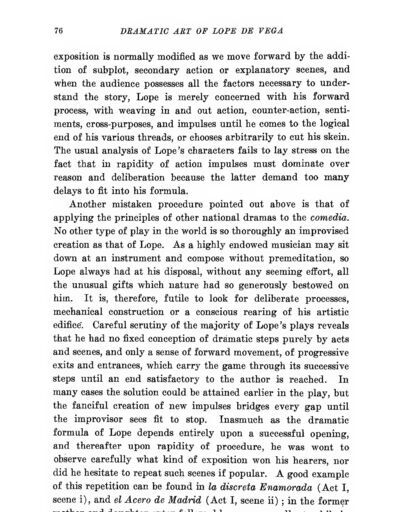 76 DRAMATIC ART OF LOPE DE VEGA
exposition is normally modified as we move forward by the addi-
tion of subplot, secondary action or explanatory scenes, and
when the audience possesses all the factors necessary to under-
stand the story, Lope is merely concerned with his forward
process, with weaving in and out action, counter-action, senti-
ments, cross-purposes, and impulses until he comes to the logical
end of his various threads, or chooses arbitrarily to cut his skein.
The usual analysis of Lope's characters fails to lay stress on the
fact that in rapidity of action impulses must dominate over
reason and deliberation because the latter demand too many
delays to fit into his formula.
Another mistaken procedure pointed out above is that of
applying the principles of other national dramas to the comedia.
No other type of play in the world is so thoroughly an improvised
creation as that of Lope. As a highly endowed musician may sit
down at an instrument and compose without premeditation, so
Lope always had at his disposal, without any seeming effort, all
the unusual gifts which nature had so generously bestowed on
him. It is, therefore, futile to look for deliberate processes,
mechanical construction or a conscious rearing of his artistic
edifice. Careful scrutiny of the majority of Lope's plays reveals
that he had no fixed conception of dramatic steps purely by acts
and scenes, and only a sense of forward movement, of progressive
exits and entrances, which carry the game through its successive
steps until an end satisfactory to the author is reached. In
many cases the solution could be attained earlier in the play, but
the fanciful creation of new impulses bridges every gap until
the improvisor sees fit to stop. Inasmuch as the dramatic
formula of Lope depends entirely upon a successful opening,
and thereafter upon rapidity of procedure, he was wont to
observe carefully what kind of exposition won his hearers, nor
did he hesitate to repeat such scenes if popular. A good example
of this repetition can be found in la discreta Enamorada (Act I,
scene i), and el Acero de Madrid (Act I, scene ii); in the former